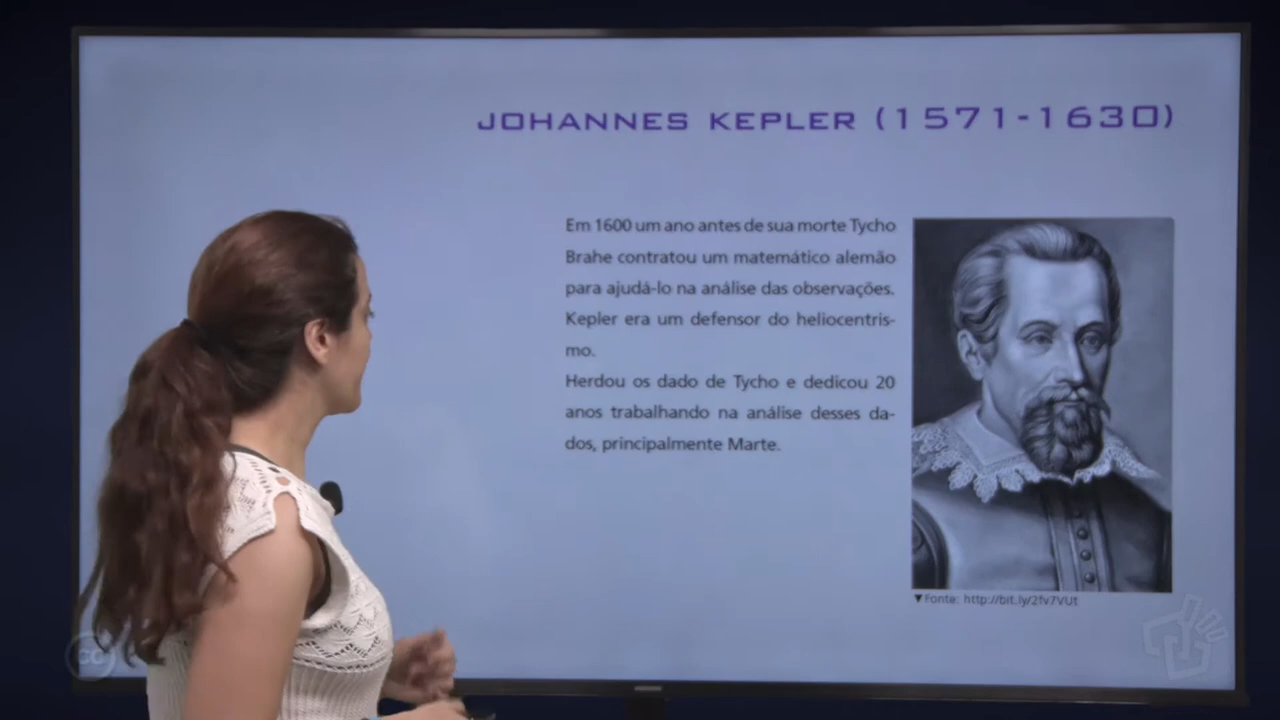 JOHANNES KEPLER (1571-1630)
Em 1600 um ano antes de sua morte Tycho
Brahe contratou um matemático alemão
para ajudá-lo na análise das observações.
Kepler era um defensor do heliocentris-
mo.
Herdou os dado de Tycho e dedicou 20
anos trabalhando na análise desses da-
dos, principalmente Marte.
▼Fonte: http://bit.ly/2fv7VUt
cc